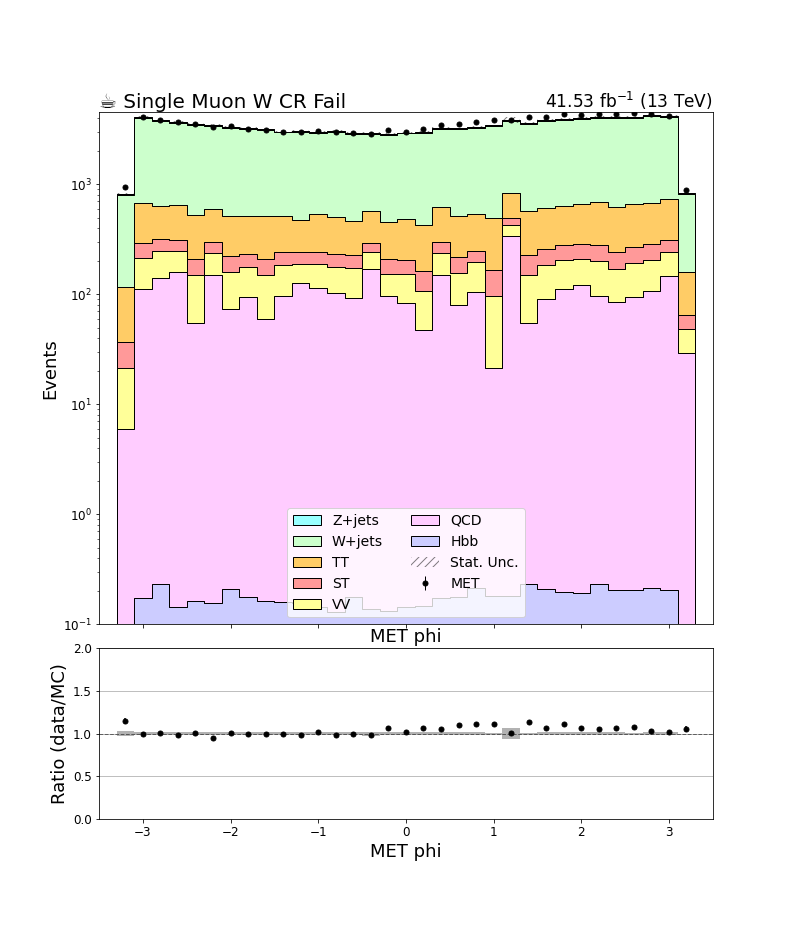 ☕ Single Muon W CR Fail 41.53 fb⁻¹ (13 TeV)
Events
10³
10²
10¹
10⁰
10⁻¹
Z+jets
W+jets
TT
ST
VV
QCD
Hbb
Stat. Unc.
MET
MET phi
Ratio (data/MC)
2.0
1.5
1.0
0.5
0.0
−3 −2 −1 0 1 2 3
MET phi